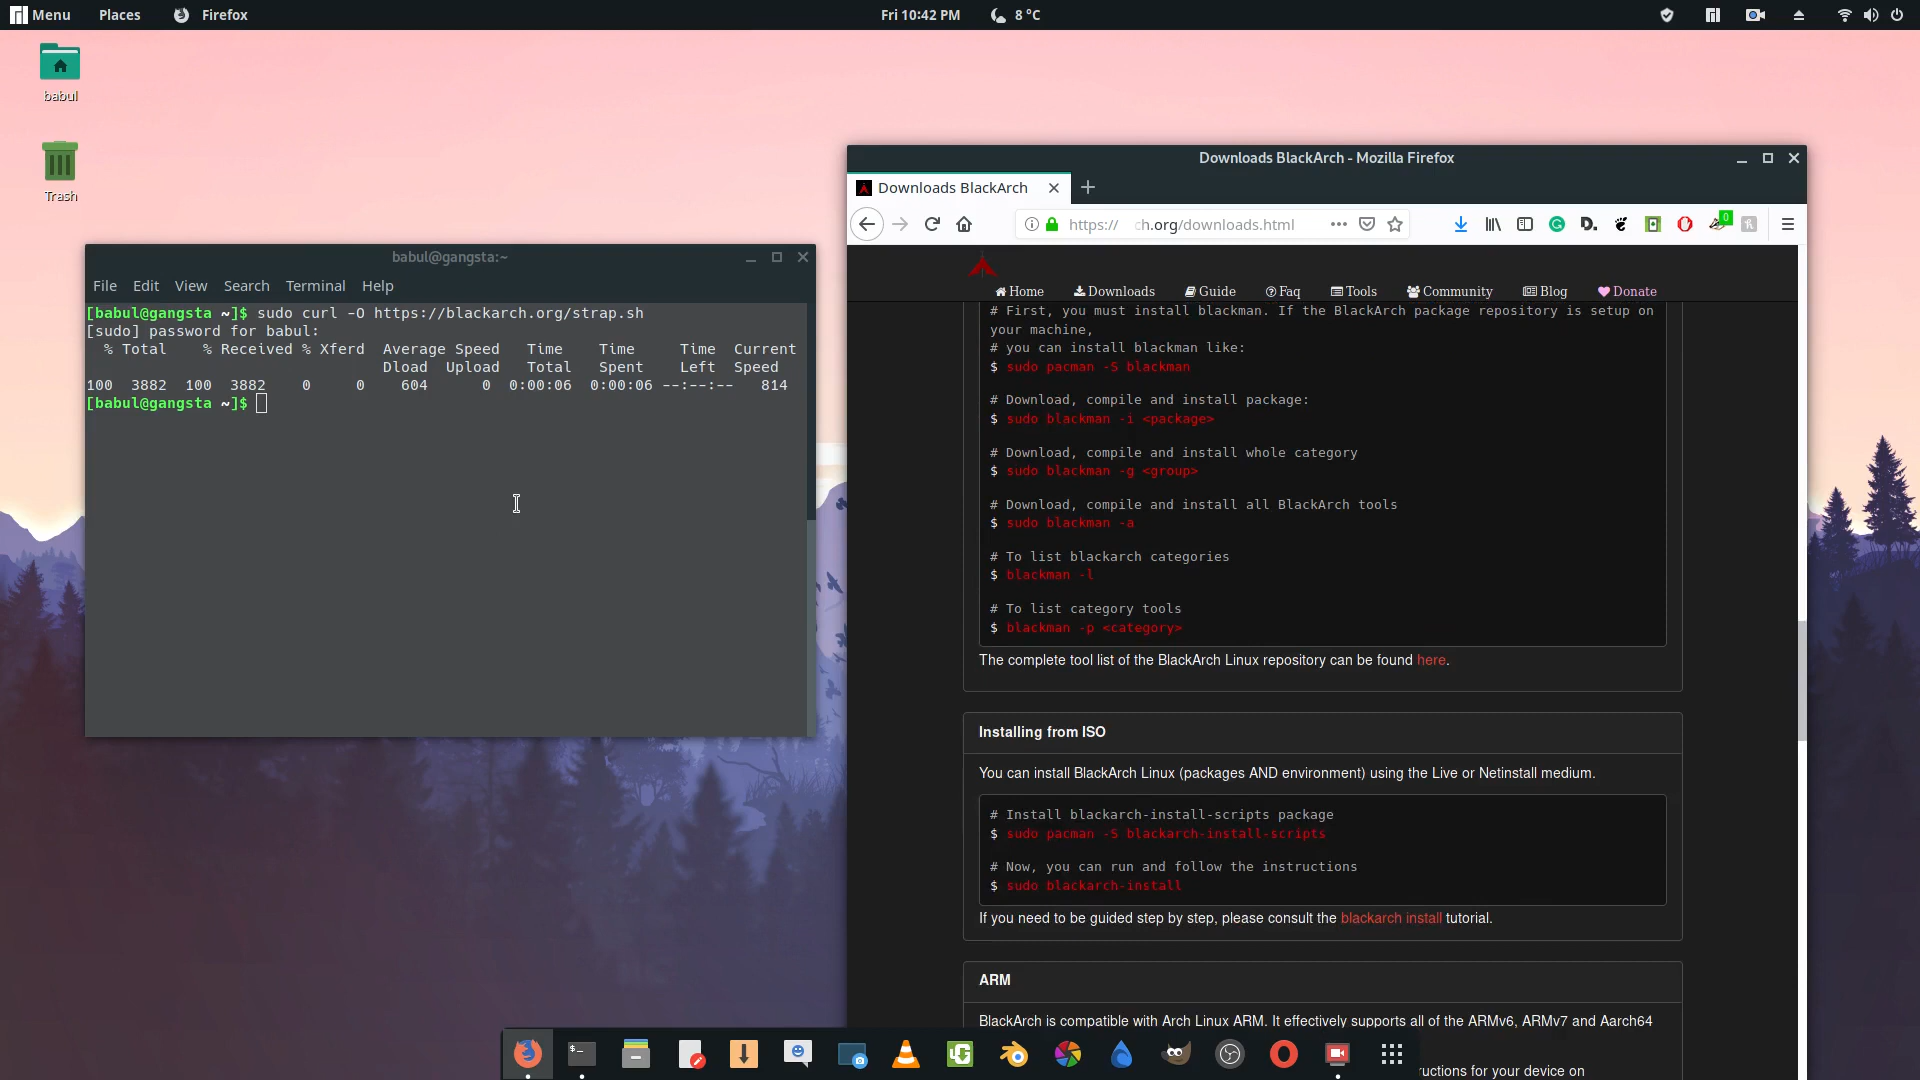 Menu Places Firefox Fri 10:42 PM 8 °C
babul
Trash
babul@gangsta:~
File Edit View Search Terminal Help
[babul@gangsta ~]$ sudo curl -O https://blackarch.org/strap.sh
[sudo] password for babul:
% Total % Received % Xferd Average Speed Time Time Time Current
Dload Upload Total Spent Left Speed
100 3882 100 3882 0 0 604 0 0:00:06 0:00:06 --:--:-- 814
[babul@gangsta ~]$
Downloads BlackArch - Mozilla Firefox
Downloads BlackArch
https:// ch.org/downloads.html
D.
0
Home Downloads Guide Faq Tools Community Blog Donate
# First, you must install blackman. If the BlackArch package repository is setup on
your machine,
# you can install blackman like:
$ sudo pacman -S blackman
# Download, compile and install package:
$ sudo blackman -i <package>
# Download, compile and install whole category
$ sudo blackman -g <group>
# Download, compile and install all BlackArch tools
$ sudo blackman -a
# To list blackarch categories
$ blackman -l
# To list category tools
$ blackman -p <category>
The complete tool list of the BlackArch Linux repository can be found here.
Installing from ISO
You can install BlackArch Linux (packages AND environment) using the Live or Netinstall medium.
# Install blackarch-install-scripts package
$ sudo pacman -S blackarch-install-scripts
# Now, you can run and follow the instructions
$ sudo blackarch-install
If you need to be guided step by step, please consult the blackarch install tutorial.
ARM
BlackArch is compatible with Arch Linux ARM. It effectively supports all of the ARMv6, ARMv7 and Aarch64
ructions for your device on